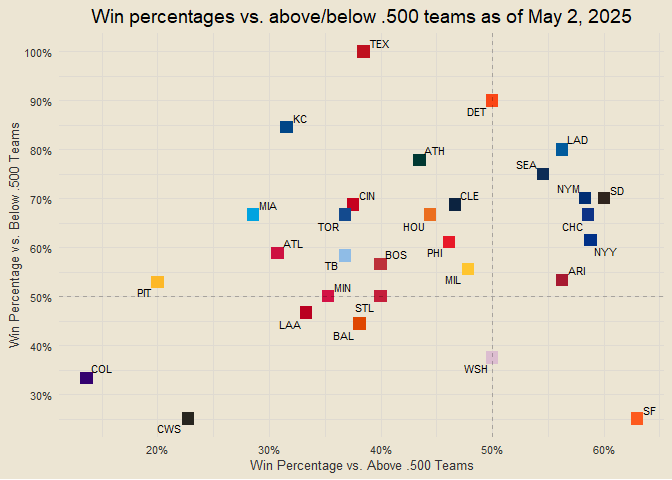 Win percentages vs. above/below .500 teams as of May 2, 2025
100%
TEX
90%
DET
KC
LAD
80%
ATH
SEA
70%
CIN
CLE
NYM
SD
MIA
TOR
HOU
CHC
60%
ATL
TB
BOS
PHI
NYY
PIT
MIL
ARI
50%
MIN
STL
LAA
BAL
40%
COL
WSH
30%
CWS
SF
20%
30%
40%
50%
60%
Win Percentage vs. Above .500 Teams
Win Percentage vs. Below .500 Teams